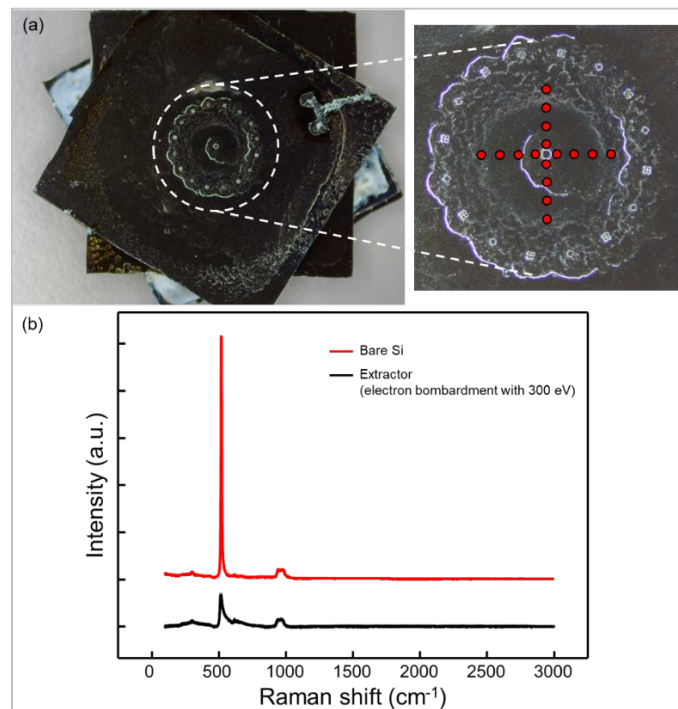 (a)
(b)
Bare Si
Extractor
(electron bombardment with 300 eV)
Intensity (a.u.)
0 500 1000 1500 2000 2500 3000
Raman shift (cm⁻¹)